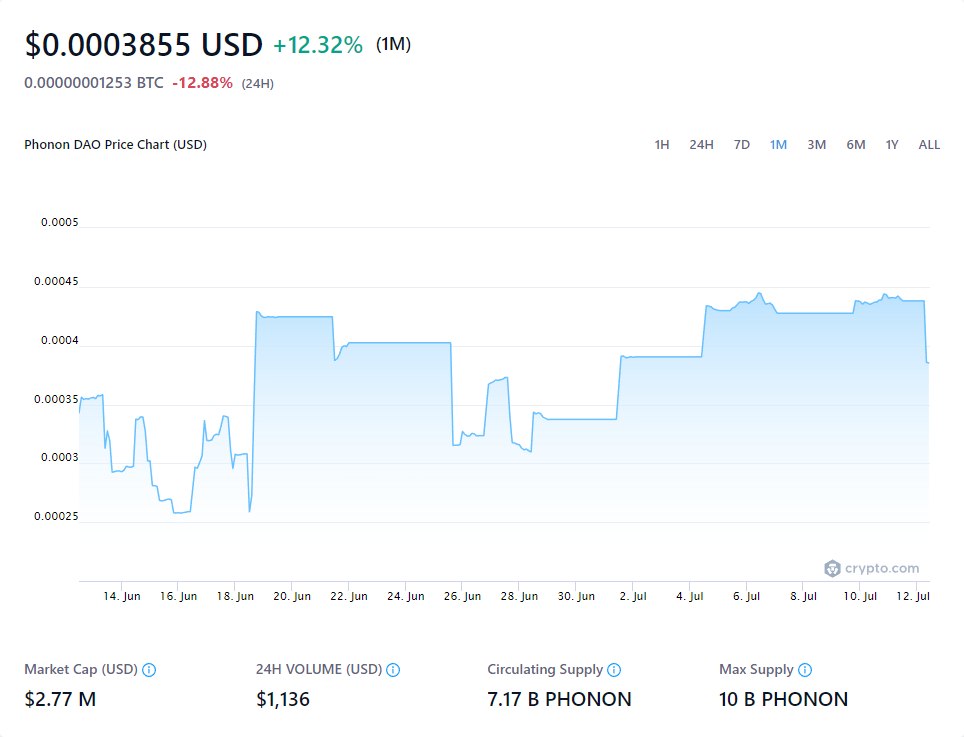 $0.0003855 USD +12.32% (1M)
0.00000001253 BTC -12.88% (24H)
Phonon DAO Price Chart (USD) 1H 24H 7D 1M 3M 6M 1Y ALL
0.0005
0.00045
0.0004
0.00035
0.0003
0.00025
crypto.com
14. Jun 16. Jun 18. Jun 20. Jun 22. Jun 24. Jun 26. Jun 28. Jun 30. Jun 2. Jul 4. Jul 6. Jul 8. Jul 10. Jul 12. Jul
Market Cap (USD) 24H VOLUME (USD) Circulating Supply Max Supply
$2.77 M $1,136 7.17 B PHONON 10 B PHONON